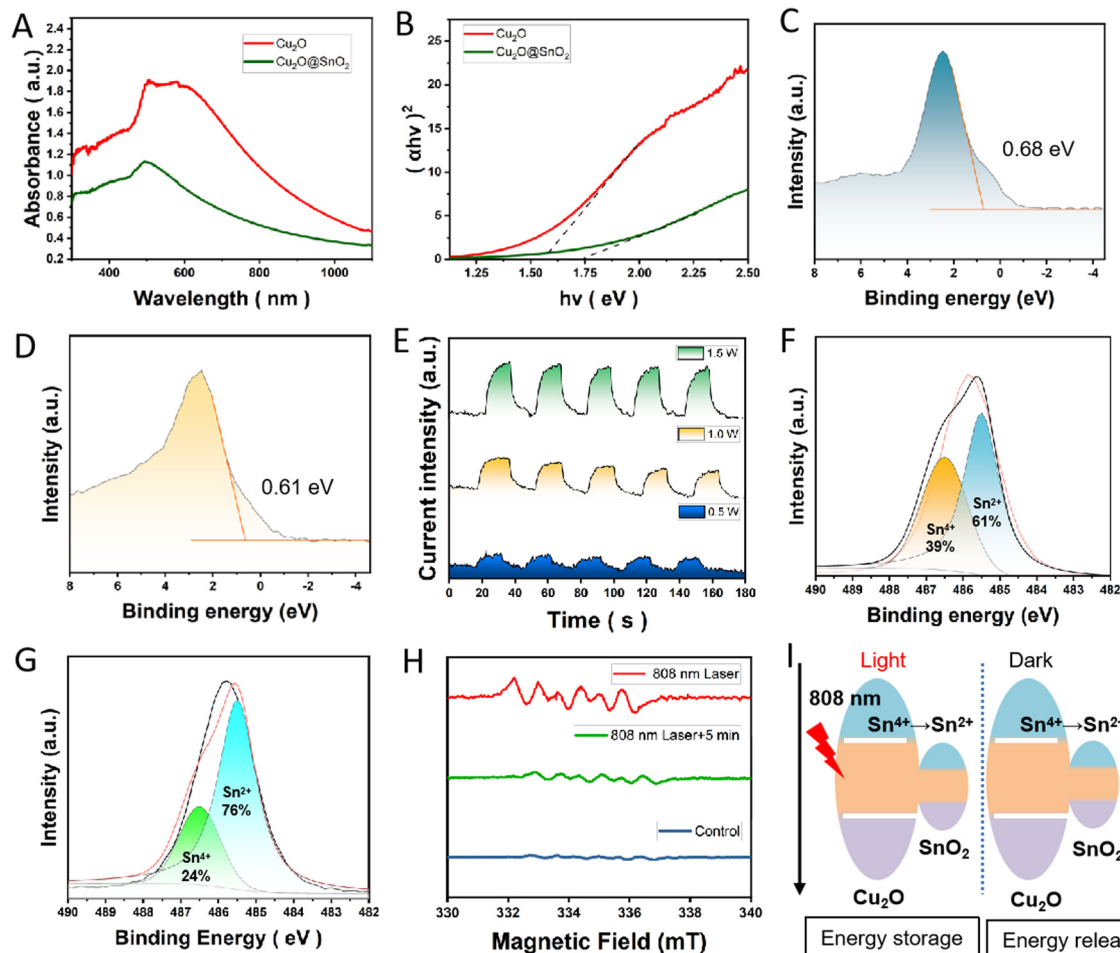 A
Absorbance ( a.u.)
2.4
2.2
2.0
1.8
1.6
1.4
1.2
1.0
0.8
0.6
0.4
0.2
400 600 800 1000
Wavelength ( nm )
Cu₂O
Cu₂O@SnO₂
B
( αhν )²
25
20
15
10
5
0
1.25 1.50 1.75 2.00 2.25 2.50
hν ( eV )
Cu₂O
Cu₂O@SnO₂
C
Intensity (a.u.)
0.68 eV
8 6 4 2 0 -2 -4
Binding energy (eV)
D
Intensity (a.u.)
0.61 eV
8 6 4 2 0 -2 -4
Binding energy (eV)
E
Current intensity (a.u.)
1.5 W
1.0 W
0.5 W
0 20 40 60 80 100 120 140 160 180
Time ( s )
F
Intensity (a.u.)
Sn²⁺
61%
Sn⁴⁺
39%
490 489 488 487 486 485 484 483 482
Binding energy (eV)
G
Intensity (a.u.)
Sn²⁺
76%
Sn⁴⁺
24%
490 489 488 487 486 485 484 483 482
Binding Energy ( eV )
H
Intensity (a.u.)
808 nm Laser
808 nm Laser+5 min
Control
330 332 334 336 338 340
Magnetic Field (mT)
I
Light Dark
808 nm
Sn⁴⁺→Sn²⁺ Sn⁴⁺→Sn²⁺
SnO₂ SnO₂
Cu₂O Cu₂O
Energy storage Energy relea